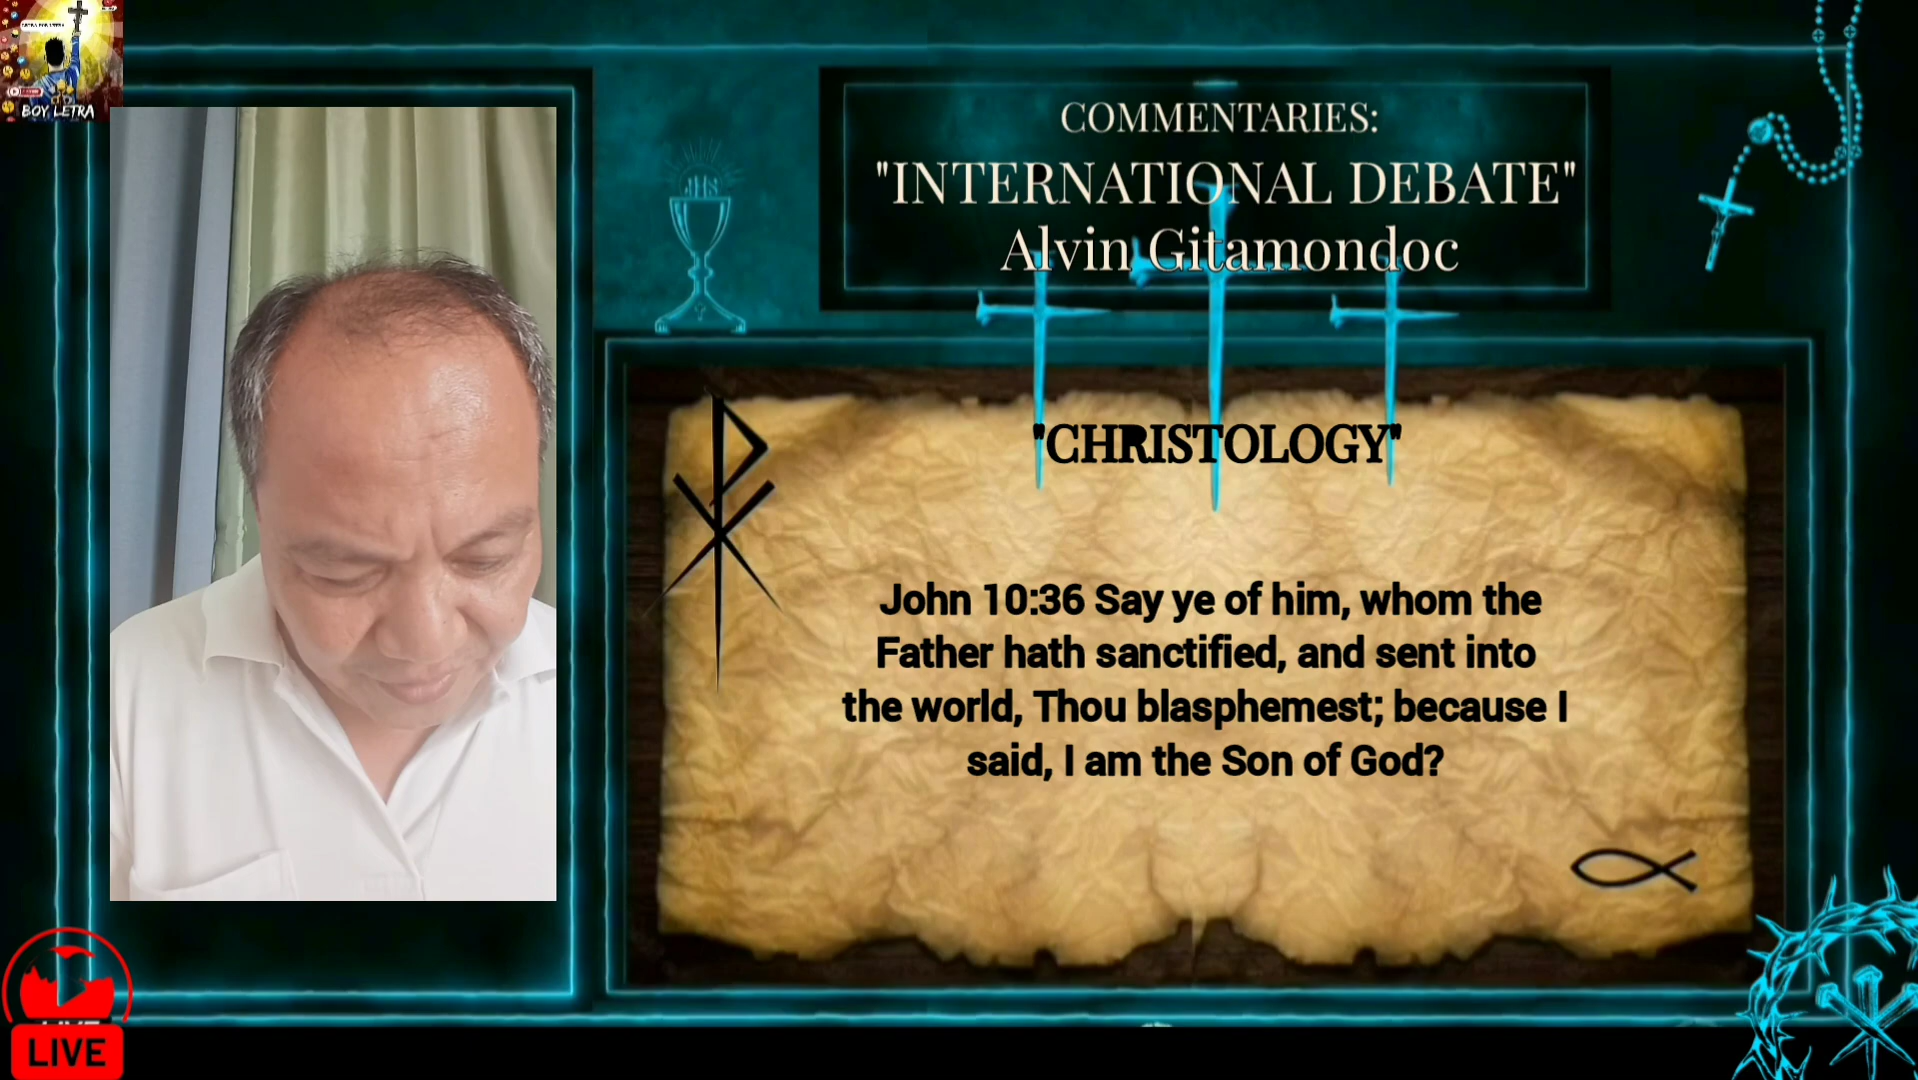 BOY LETRA
COMMENTARIES:
"INTERNATIONAL DEBATE"
Alvin Gitamondoc
JHS
"CHRISTOLOGY"
John 10:36 Say ye of him, whom the
Father hath sanctified, and sent into
the world, Thou blasphemest; because I
said, I am the Son of God?
LIVE